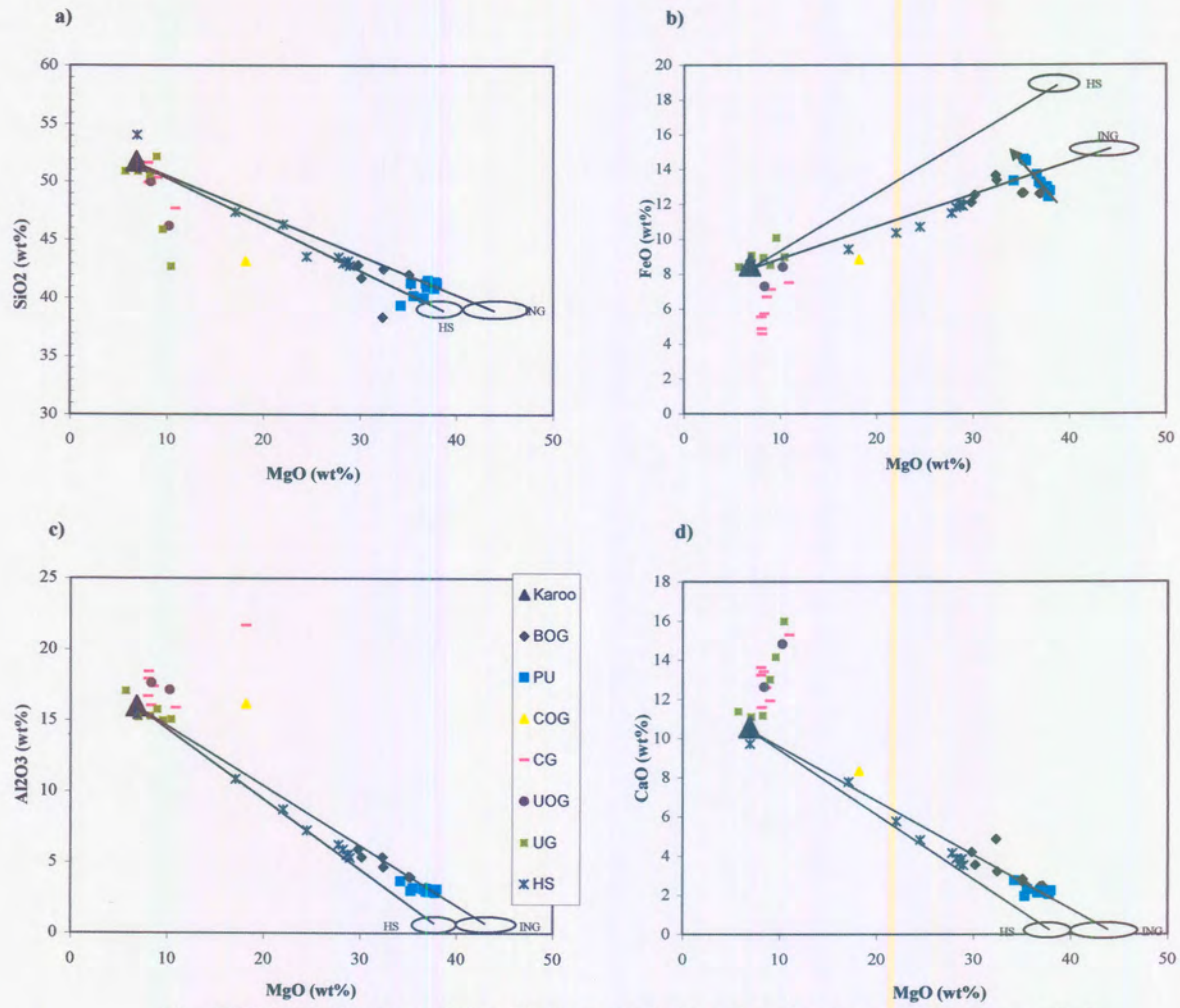 a)
60
55
50
45
40
35
30
SiO2 (wt%)
HS
ING
0 10 20 30 40 50
MgO (wt%)
b)
20
18
16
14
12
10
8
6
4
2
0
FeO (wt%)
HS
ING
0 10 20 30 40 50
MgO (wt%)
c)
25
20
15
10
5
0
Al2O3 (wt%)
HS
ING
0 10 20 30 40 50
MgO (wt%)
Karoo
BOG
PU
COG
CG
UOG
UG
HS
d)
18
16
14
12
10
8
6
4
2
0
CaO (wt%)
HS
ING
0 10 20 30 40 50
MgO (wt%)